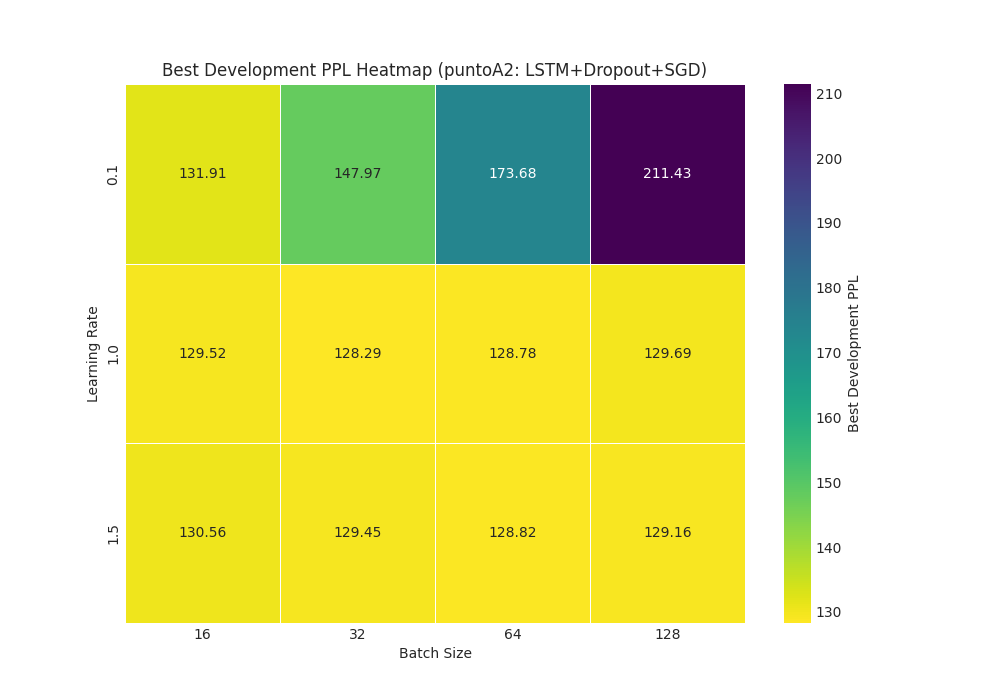 Best Development PPL Heatmap (puntoA2: LSTM+Dropout+SGD)
0.1
131.91 147.97 173.68 211.43
1.0
129.52 128.29 128.78 129.69
1.5
130.56 129.45 128.82 129.16
Learning Rate
16 32 64 128
Batch Size
210
200
190
180
170
160
150
140
130
Best Development PPL